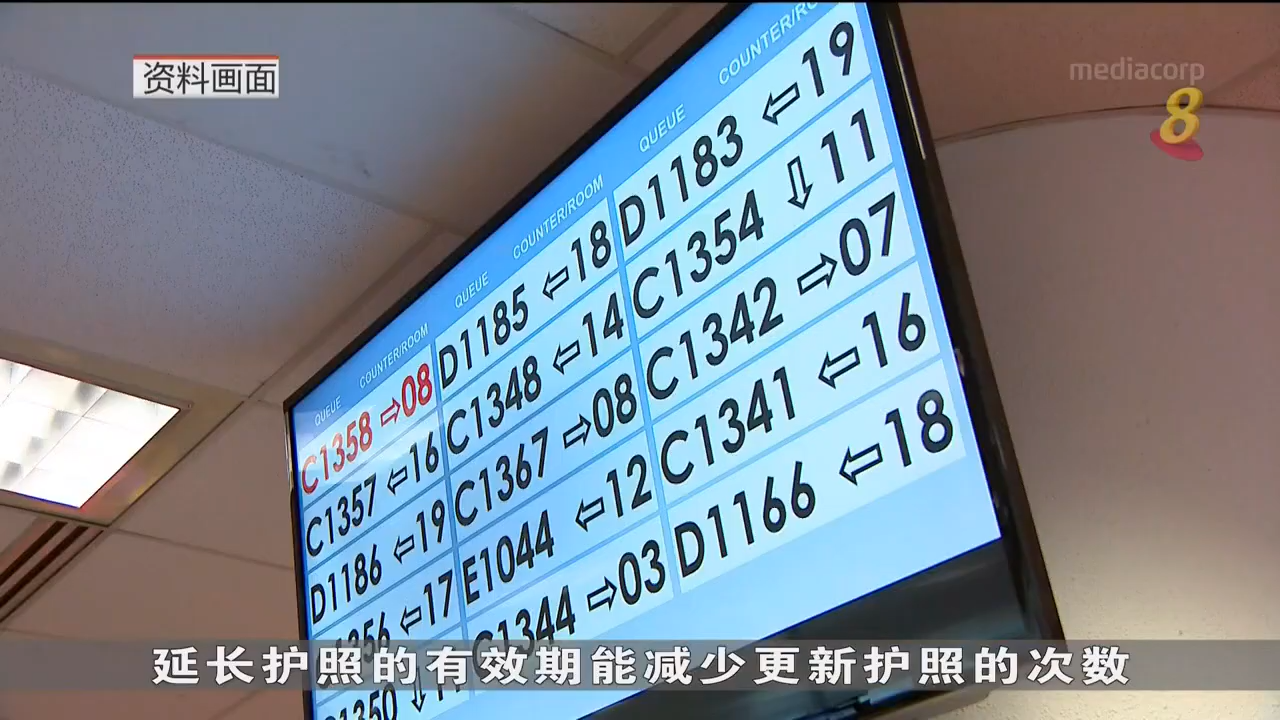 资料画面
mediacorp
8
QUEUE COUNTER/ROOM
C1358 ⇨ 08
C1357 ⇦ 16
D1186 ⇦ 19
⇦ 17
C1350 ⇩
QUEUE COUNTER/ROOM
D1185 ⇦ 18
C1348 ⇦ 14
C1367 ⇨ 08
E1044 ⇦ 12
C1344 ⇨ 03
QUEUE
D1183 ⇦ 19
C1354 ⇩ 11
C1342 ⇨ 07
C1341 ⇦ 16
D1166 ⇦ 18
延长护照的有效期能减少更新护照的次数